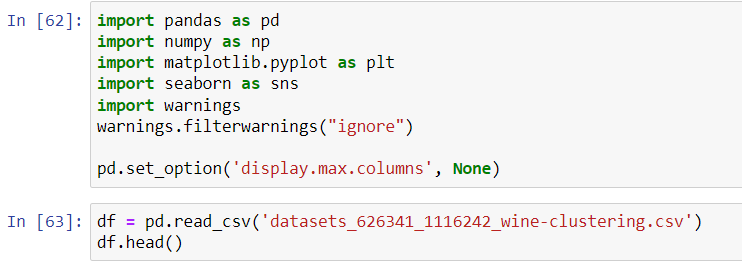 In [62]: import pandas as pd
import numpy as np
import matplotlib.pyplot as plt
import seaborn as sns
import warnings
warnings.filterwarnings("ignore")
pd.set_option('display.max.columns', None)
In [63]: df = pd.read_csv('datasets_626341_1116242_wine-clustering.csv')
df.head()